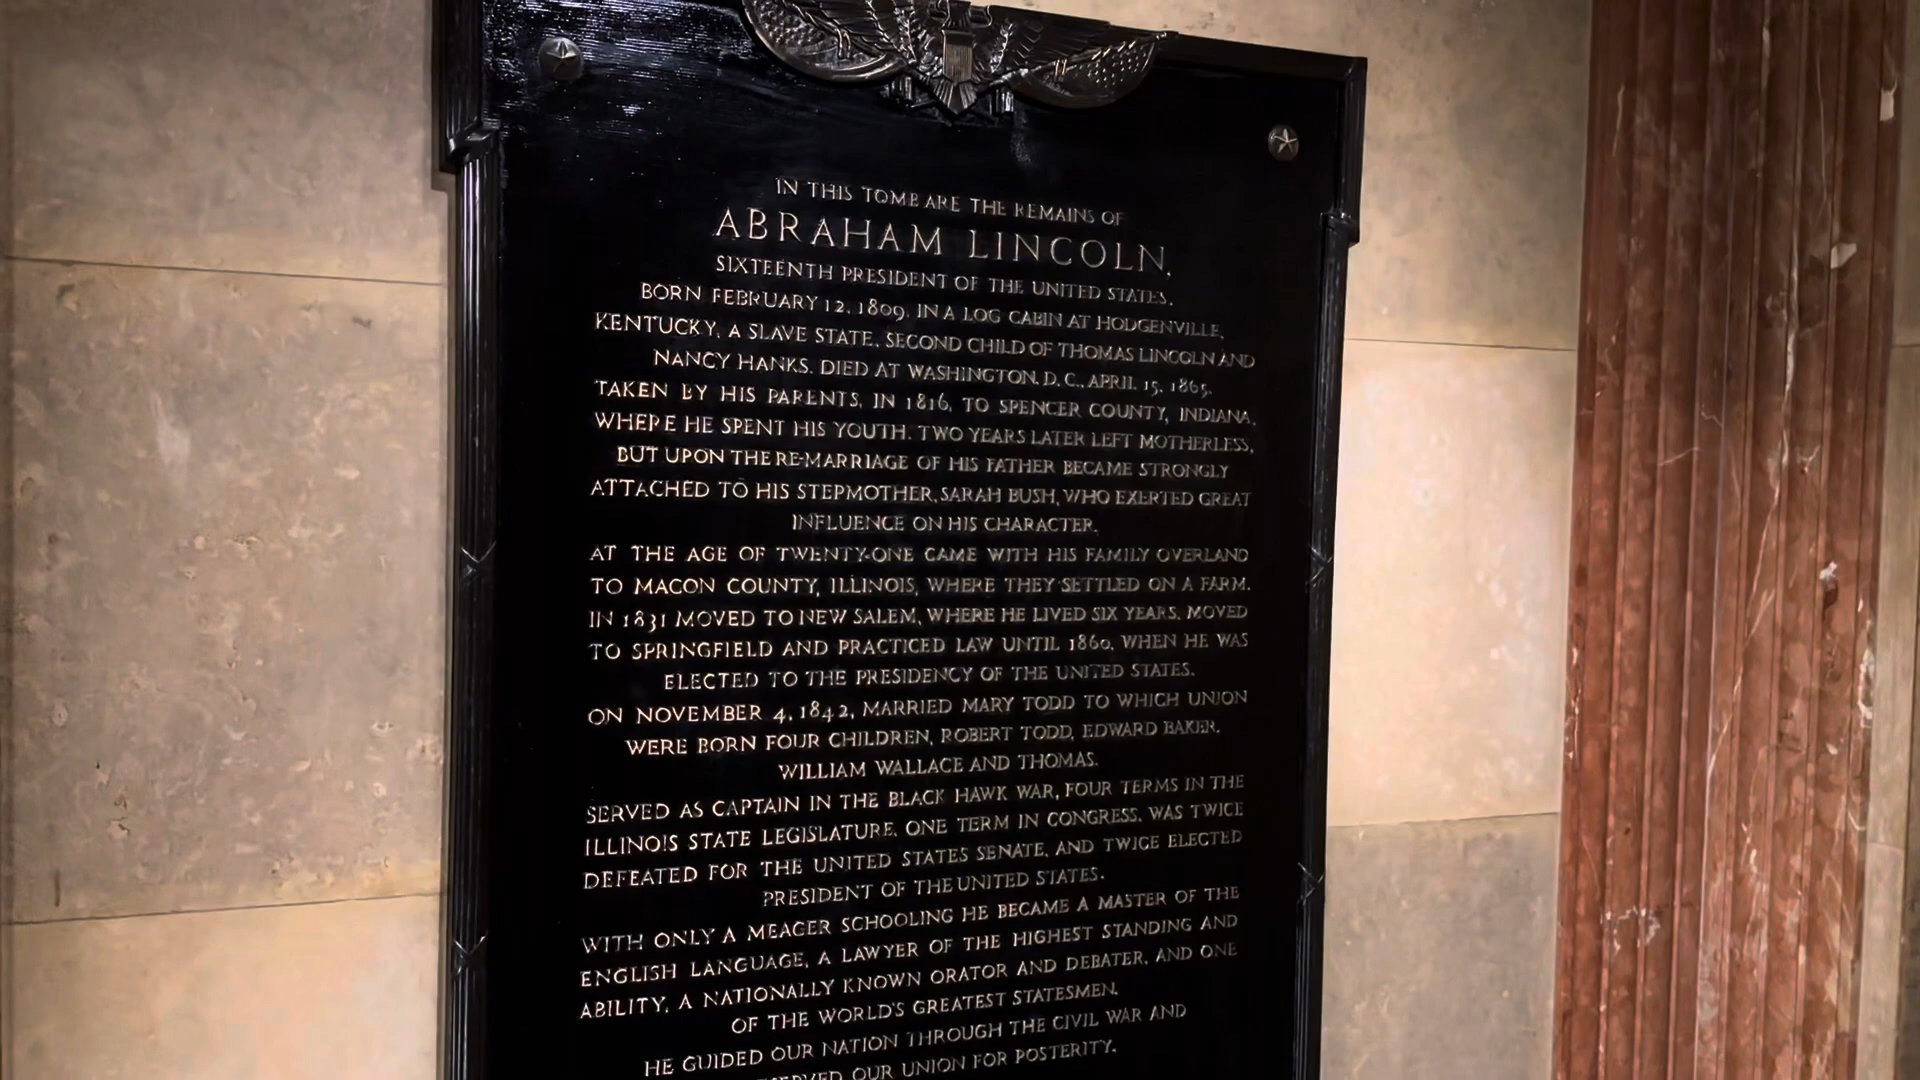 IN THIS TOMB ARE THE REMAINS OF
ABRAHAM LINCOLN,
SIXTEENTH PRESIDENT OF THE UNITED STATES.
BORN FEBRUARY 12, 1809, IN A LOG CABIN AT HODGENVILLE,
KENTUCKY, A SLAVE STATE, SECOND CHILD OF THOMAS LINCOLN AND
NANCY HANKS. DIED AT WASHINGTON, D.C., APRIL 15, 1865.
TAKEN BY HIS PARENTS, IN 1816, TO SPENCER COUNTY, INDIANA,
WHERE HE SPENT HIS YOUTH. TWO YEARS LATER LEFT MOTHERLESS,
BUT UPON THE RE-MARRIAGE OF HIS FATHER BECAME STRONGLY
ATTACHED TO HIS STEPMOTHER, SARAH BUSH, WHO EXERTED GREAT
INFLUENCE ON HIS CHARACTER.
AT THE AGE OF TWENTY-ONE CAME WITH HIS FAMILY OVERLAND
TO MACON COUNTY, ILLINOIS, WHERE THEY SETTLED ON A FARM.
IN 1831 MOVED TO NEW SALEM, WHERE HE LIVED SIX YEARS. MOVED
TO SPRINGFIELD AND PRACTICED LAW UNTIL 1860, WHEN HE WAS
ELECTED TO THE PRESIDENCY OF THE UNITED STATES.
ON NOVEMBER 4, 1842, MARRIED MARY TODD TO WHICH UNION
WERE BORN FOUR CHILDREN, ROBERT TODD, EDWARD BAKER,
WILLIAM WALLACE AND THOMAS.
SERVED AS CAPTAIN IN THE BLACK HAWK WAR, FOUR TERMS IN THE
ILLINOIS STATE LEGISLATURE, ONE TERM IN CONGRESS, WAS TWICE
DEFEATED FOR THE UNITED STATES SENATE, AND TWICE ELECTED
PRESIDENT OF THE UNITED STATES.
WITH ONLY A MEAGER SCHOOLING HE BECAME A MASTER OF THE
ENGLISH LANGUAGE, A LAWYER OF THE HIGHEST STANDING AND
ABILITY, A NATIONALLY KNOWN ORATOR AND DEBATER, AND ONE
OF THE WORLD'S GREATEST STATESMEN.
HE GUIDED OUR NATION THROUGH THE CIVIL WAR AND
OUR UNION FOR POSTERITY.